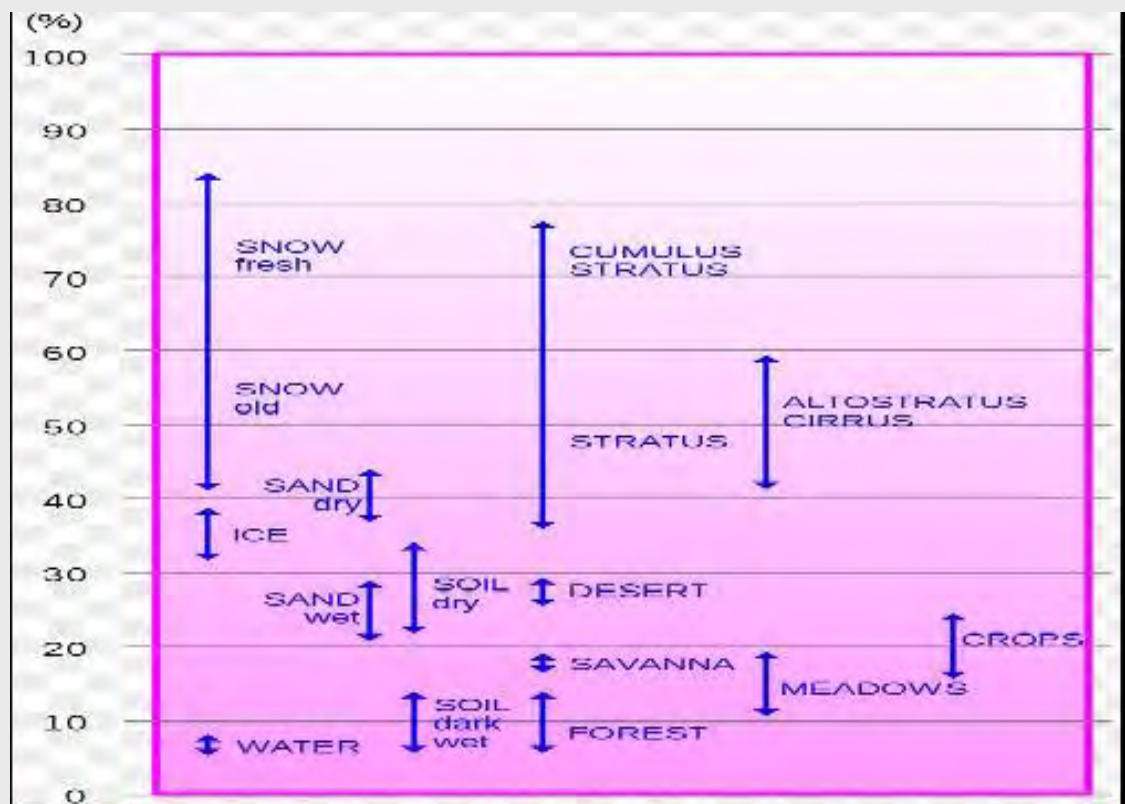 (%)
100
90
80
SNOW
fresh
CUMULUS
STRATUS
70
60
SNOW
old
ALTOSTRATUS
CIRRUS
50
STRATUS
SAND
dry
40
ICE
30
SOIL
dry
DESERT
SAND
wet
CROPS
20
SAVANNA
MEADOWS
SOIL
dark
wet
10
FOREST
WATER
0